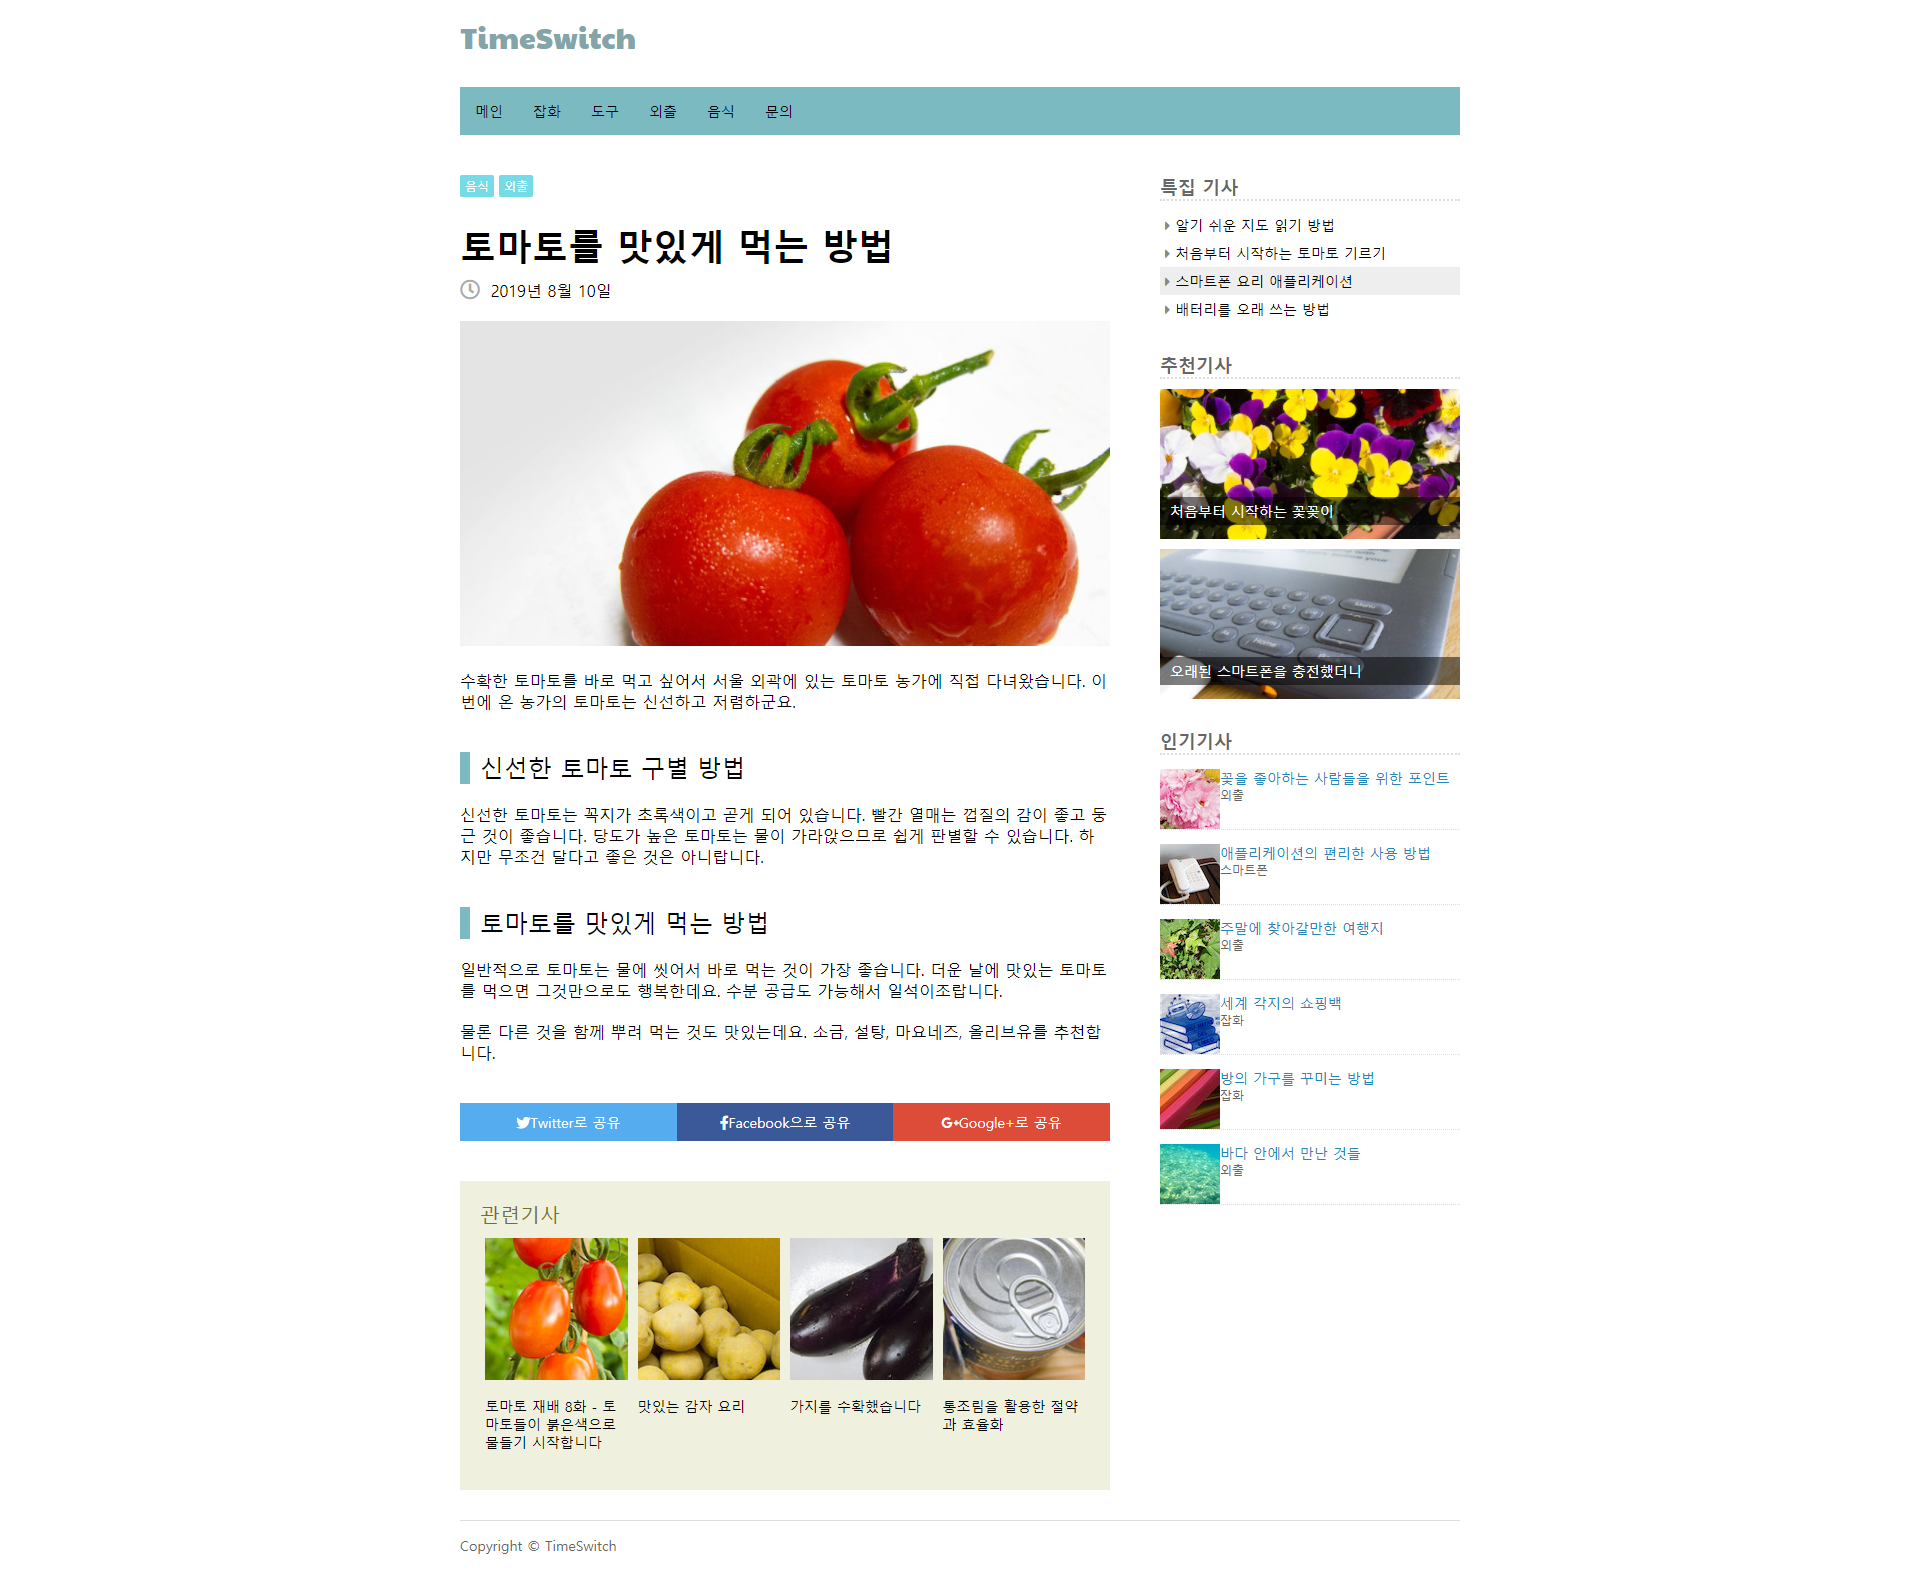 TimeSwitch
메인 잡화 도구 외출 음식 문의
음식 외출
토마토를 맛있게 먹는 방법
2019년 8월 10일
수확한 토마토를 바로 먹고 싶어서 서울 외곽에 있는 토마토 농가에 직접 다녀왔습니다. 이
번에 온 농가의 토마토는 신선하고 저렴하군요.
신선한 토마토 구별 방법
신선한 토마토는 꼭지가 초록색이고 곧게 되어 있습니다. 빨간 열매는 껍질의 감이 좋고 둥
근 것이 좋습니다. 당도가 높은 토마토는 물이 가라앉으므로 쉽게 판별할 수 있습니다. 하
지만 무조건 달다고 좋은 것은 아니랍니다.
토마토를 맛있게 먹는 방법
일반적으로 토마토는 물에 씻어서 바로 먹는 것이 가장 좋습니다. 더운 날에 맛있는 토마토
를 먹으면 그것만으로도 행복한데요. 수분 공급도 가능해서 일석이조랍니다.
물론 다른 것을 함께 뿌려 먹는 것도 맛있는데요. 소금, 설탕, 마요네즈, 올리브유를 추천합
니다.
Twitter로 공유
Facebook으로 공유
Google+로 공유
관련기사
토마토 재배 8화 - 토
마토들이 붉은색으로
물들기 시작합니다
맛있는 감자 요리
가지를 수확했습니다
통조림을 활용한 절약
과 효율화
특집 기사
알기 쉬운 지도 읽기 방법
처음부터 시작하는 토마토 기르기
스마트폰 요리 애플리케이션
배터리를 오래 쓰는 방법
추천기사
처음부터 시작하는 꽃꽂이
Menu
Home
오래된 스마트폰을 충전했더니
인기기사
꽃을 좋아하는 사람들을 위한 포인트
외출
애플리케이션의 편리한 사용 방법
스마트폰
주말에 찾아갈만한 여행지
외출
세계 각지의 쇼핑백
잡화
방의 가구를 꾸미는 방법
잡화
바다 안에서 만난 것들
외출
Copyright © TimeSwitch